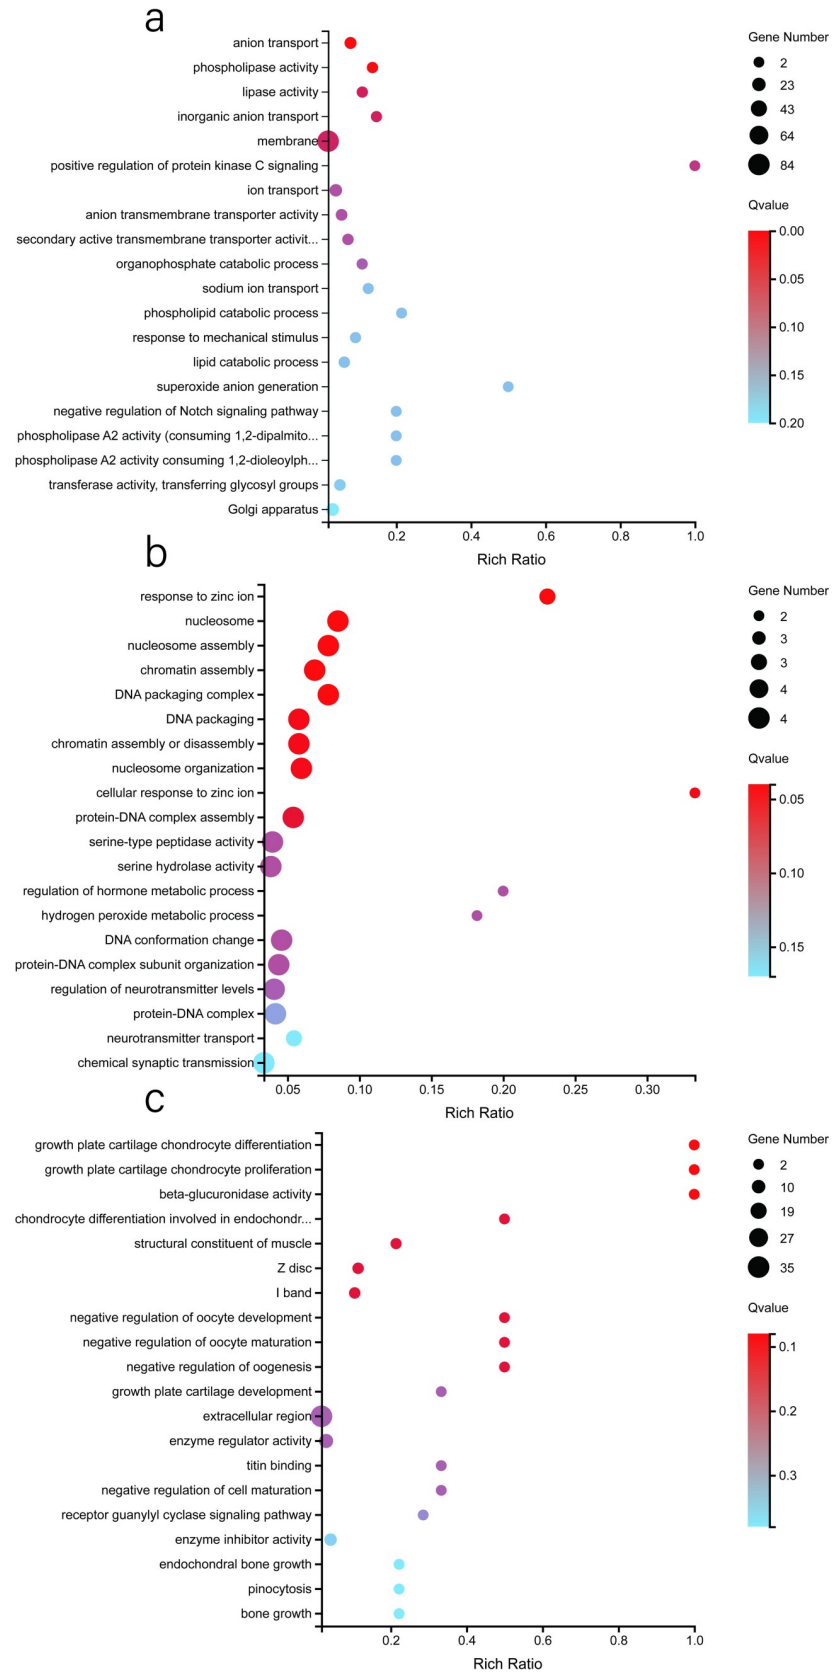 a
anion transport
phospholipase activity
lipase activity
inorganic anion transport
membrane
positive regulation of protein kinase C signaling
ion transport
anion transmembrane transporter activity
secondary active transmembrane transporter activit...
organophosphate catabolic process
sodium ion transport
phospholipid catabolic process
response to mechanical stimulus
lipid catabolic process
superoxide anion generation
negative regulation of Notch signaling pathway
phospholipase A2 activity (consuming 1,2-dipalmito...
phospholipase A2 activity consuming 1,2-dioleoylph...
transferase activity, transferring glycosyl groups
Golgi apparatus
0.2 0.4 0.6 0.8 1.0
Rich Ratio
Gene Number
2
23
43
64
84
Qvalue
0.00
0.05
0.10
0.15
0.20
b
response to zinc ion
nucleosome
nucleosome assembly
chromatin assembly
DNA packaging complex
DNA packaging
chromatin assembly or disassembly
nucleosome organization
cellular response to zinc ion
protein-DNA complex assembly
serine-type peptidase activity
serine hydrolase activity
regulation of hormone metabolic process
hydrogen peroxide metabolic process
DNA conformation change
protein-DNA complex subunit organization
regulation of neurotransmitter levels
protein-DNA complex
neurotransmitter transport
chemical synaptic transmission
0.05 0.10 0.15 0.20 0.25 0.30
Rich Ratio
Gene Number
2
3
3
4
4
Qvalue
0.05
0.10
0.15
c
growth plate cartilage chondrocyte differentiation
growth plate cartilage chondrocyte proliferation
beta-glucuronidase activity
chondrocyte differentiation involved in endochondr...
structural constituent of muscle
Z disc
I band
negative regulation of oocyte development
negative regulation of oocyte maturation
negative regulation of oogenesis
growth plate cartilage development
extracellular region
enzyme regulator activity
titin binding
negative regulation of cell maturation
receptor guanylyl cyclase signaling pathway
enzyme inhibitor activity
endochondral bone growth
pinocytosis
bone growth
0.2 0.4 0.6 0.8 1.0
Rich Ratio
Gene Number
2
10
19
27
35
Qvalue
0.1
0.2
0.3